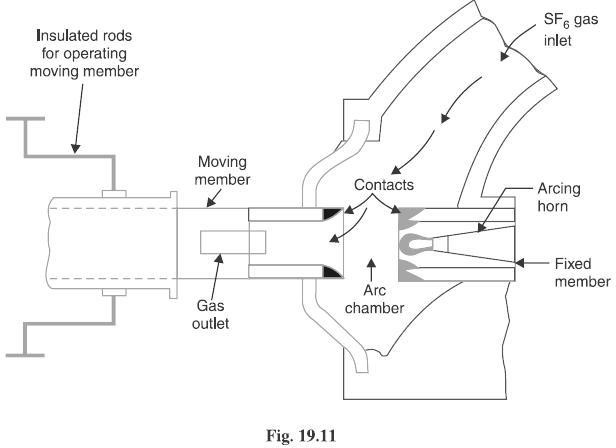 SF₆ gas
inlet
Insulated rods
for operating
moving member
Moving
member
Contacts
Arcing
horn
Gas
outlet
Arc
chamber
Fixed
member
Fig. 19.11